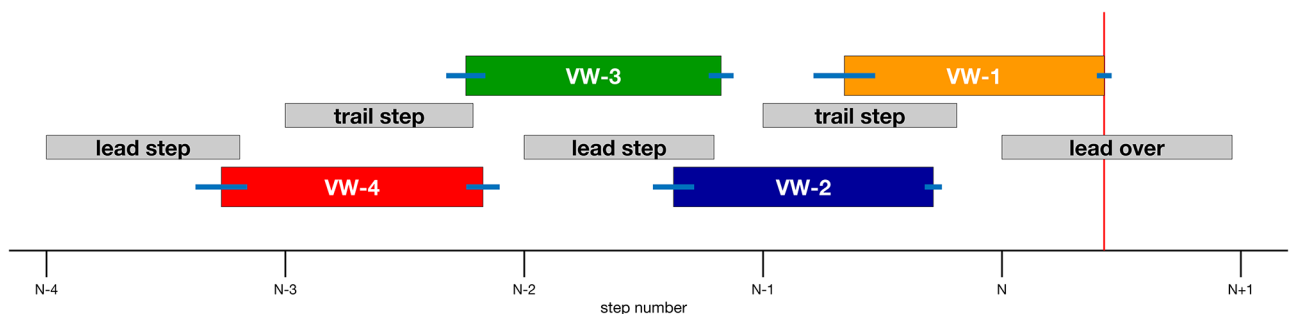 VW-3
VW-1
trail step
trail step
lead step
lead step
lead over
VW-4
VW-2
N-4
N-3
N-2
N-1
N
N+1
step number